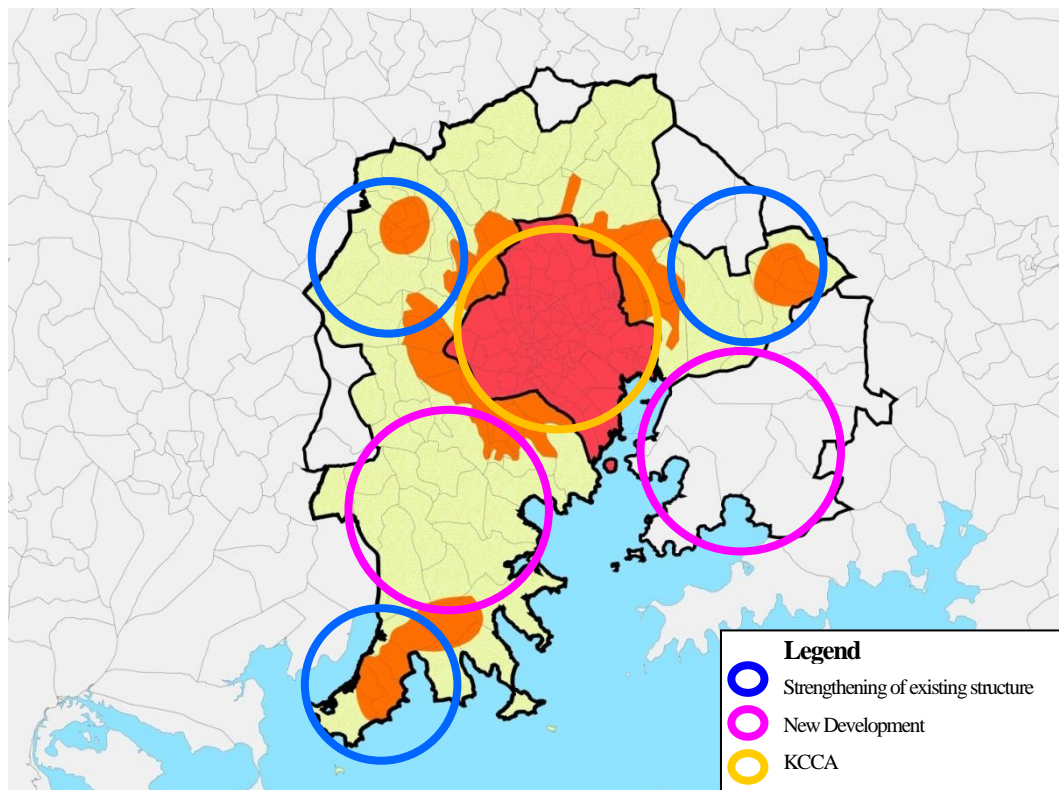 Legend
Strengthening of existing structure
New Development
KCCA